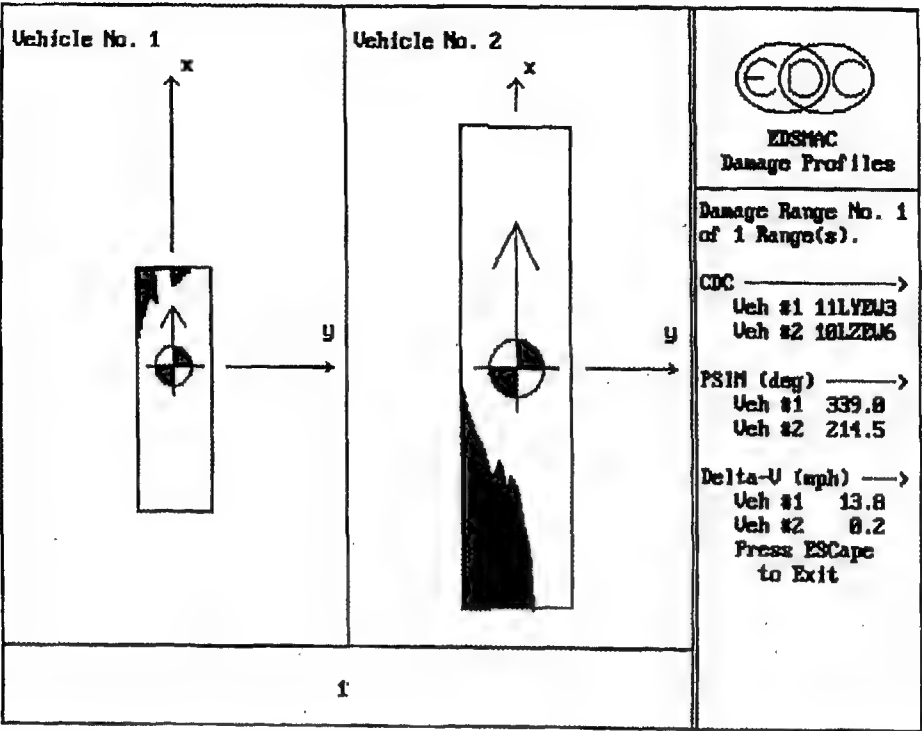 Vehicle No. 1
x
y
Vehicle No. 2
x
y
EDC
EDSMAC
Damage Profiles
Damage Range No. 1
of 1 Range(s).
CDC
Veh #1 11LYEW3
Veh #2 10LZEW6
PSIM (deg)
Veh #1 339.0
Veh #2 214.5
Delta-V (mph)
Veh #1 13.8
Veh #2 0.2
Press ESCape
to Exit
1